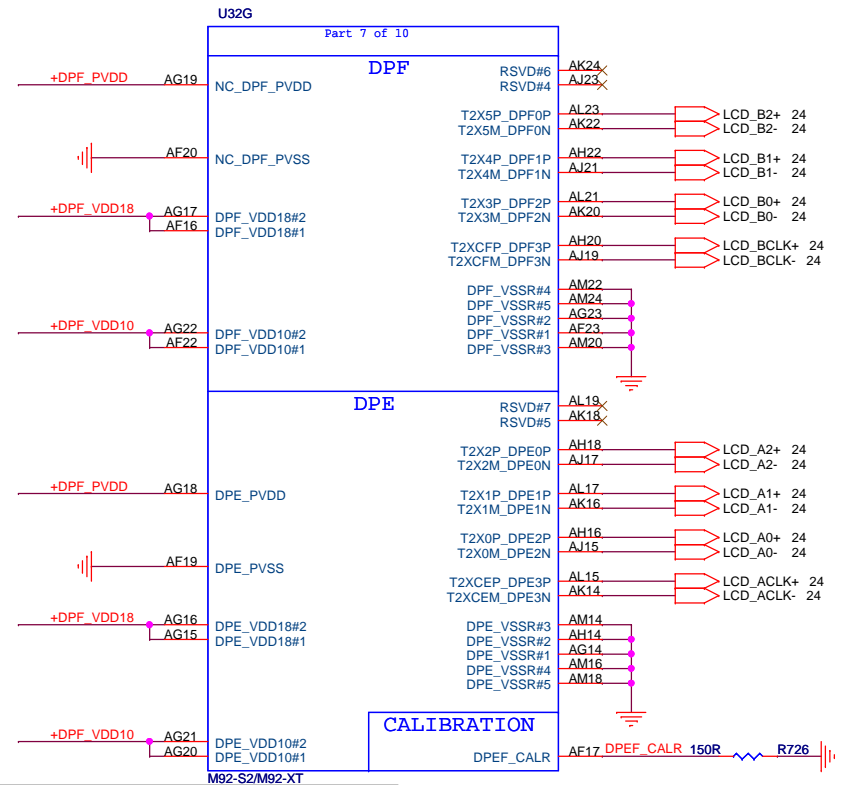 U32G
Part 7 of 10
DPF
+DPF_PVDD AG19 NC_DPF_PVDD
RSVD#6 AK24
RSVD#4 AJ23
T2X5P_DPF0P AL23 LCD_B2+ 24
T2X5M_DPF0N AK22 LCD_B2- 24
AF20 NC_DPF_PVSS
T2X4P_DPF1P AH22 LCD_B1+ 24
T2X4M_DPF1N AJ21 LCD_B1- 24
T2X3P_DPF2P AL21 LCD_B0+ 24
T2X3M_DPF2N AK20 LCD_B0- 24
+DPF_VDD18 AG17 DPF_VDD18#2
AF16 DPF_VDD18#1
T2XCFP_DPF3P AH20 LCD_BCLK+ 24
T2XCFM_DPF3N AJ19 LCD_BCLK- 24
DPF_VSSR#4 AM22
DPF_VSSR#5 AM24
DPF_VSSR#2 AG23
DPF_VSSR#1 AF23
DPF_VSSR#3 AM20
+DPF_VDD10 AG22 DPF_VDD10#2
AF22 DPF_VDD10#1
DPE
RSVD#7 AL19
RSVD#5 AK18
T2X2P_DPE0P AH18 LCD_A2+ 24
T2X2M_DPE0N AJ17 LCD_A2- 24
+DPF_PVDD AG18 DPE_PVDD
T2X1P_DPE1P AL17 LCD_A1+ 24
T2X1M_DPE1N AK16 LCD_A1- 24
T2X0P_DPE2P AH16 LCD_A0+ 24
T2X0M_DPE2N AJ15 LCD_A0- 24
AF19 DPE_PVSS
T2XCEP_DPE3P AL15 LCD_ACLK+ 24
T2XCEM_DPE3N AK14 LCD_ACLK- 24
+DPF_VDD18 AG16 DPE_VDD18#2
AG15 DPE_VDD18#1
DPE_VSSR#3 AM14
DPE_VSSR#2 AH14
DPE_VSSR#1 AG14
DPE_VSSR#4 AM16
DPE_VSSR#5 AM18
+DPF_VDD10 AG21 DPE_VDD10#2
AG20 DPE_VDD10#1
CALIBRATION
DPEF_CALR AF17 DPEF_CALR 150R R726
M92-S2/M92-XT